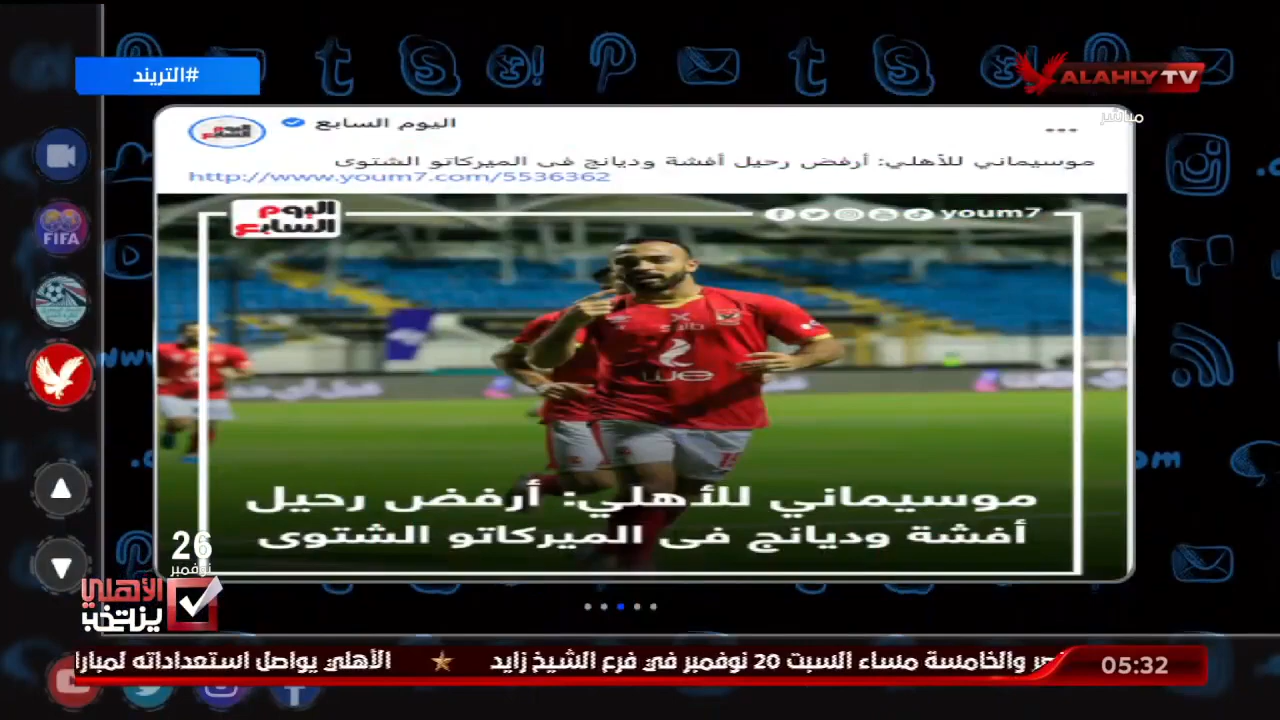 #التريند
ALAHLY TV
مباشر
اليوم السابع
موسيماني للأهلي: أرفض رحيل أفشة وديانج فى الميركاتو الشتوى
http://www.youm7.com/5536362
اليوم السابع
youm7
FIFA
موسيماني للأهلي: أرفض رحيل
أفشة وديانج فى الميركاتو الشتوى
26
نوفمبر
الأهلي
ينتخب
والخامسة مساء السبت 20 نوفمبر في فرع الشيخ زايد ★ الأهلي يواصل استعداداته
05:32